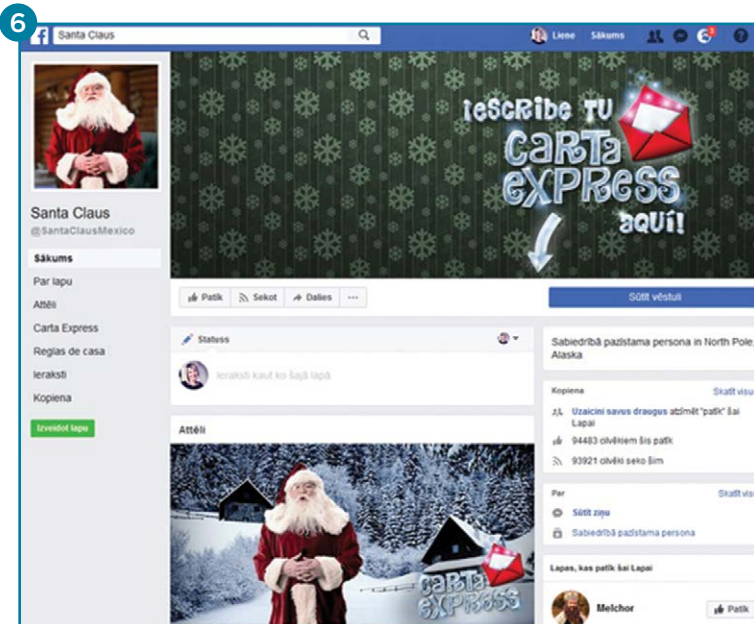 6
Santa Claus
Liene
Sākums
Santa Claus
@SantaClausMexico
Sākums
Par lapu
Attēli
Carta Express
Reglas de casa
Ieraksti
Kopiena
Izveidot lapu
¡ESCRIBE TU
CARTA
EXPRESS
AQUÍ!
Patīk
Sekot
Dalies
Sūtīt vēstuli
Statuss
Ieraksti kaut ko šajā lapā
Attēli
CARTA
EXPRESS
Sabiedrībā pazīstama persona in North Pole,
Alaska
Kopiena
Skatīt visu
Uzaicini savus draugus atzīmēt "patīk" šai
Lapai
94483 cilvēkiem šis patīk
93921 cilvēki seko šim
Par
Skatīt visu
Sūtīt ziņu
Sabiedrībā pazīstama persona
Lapas, kas patīk šai Lapai
Melchor
Patīk